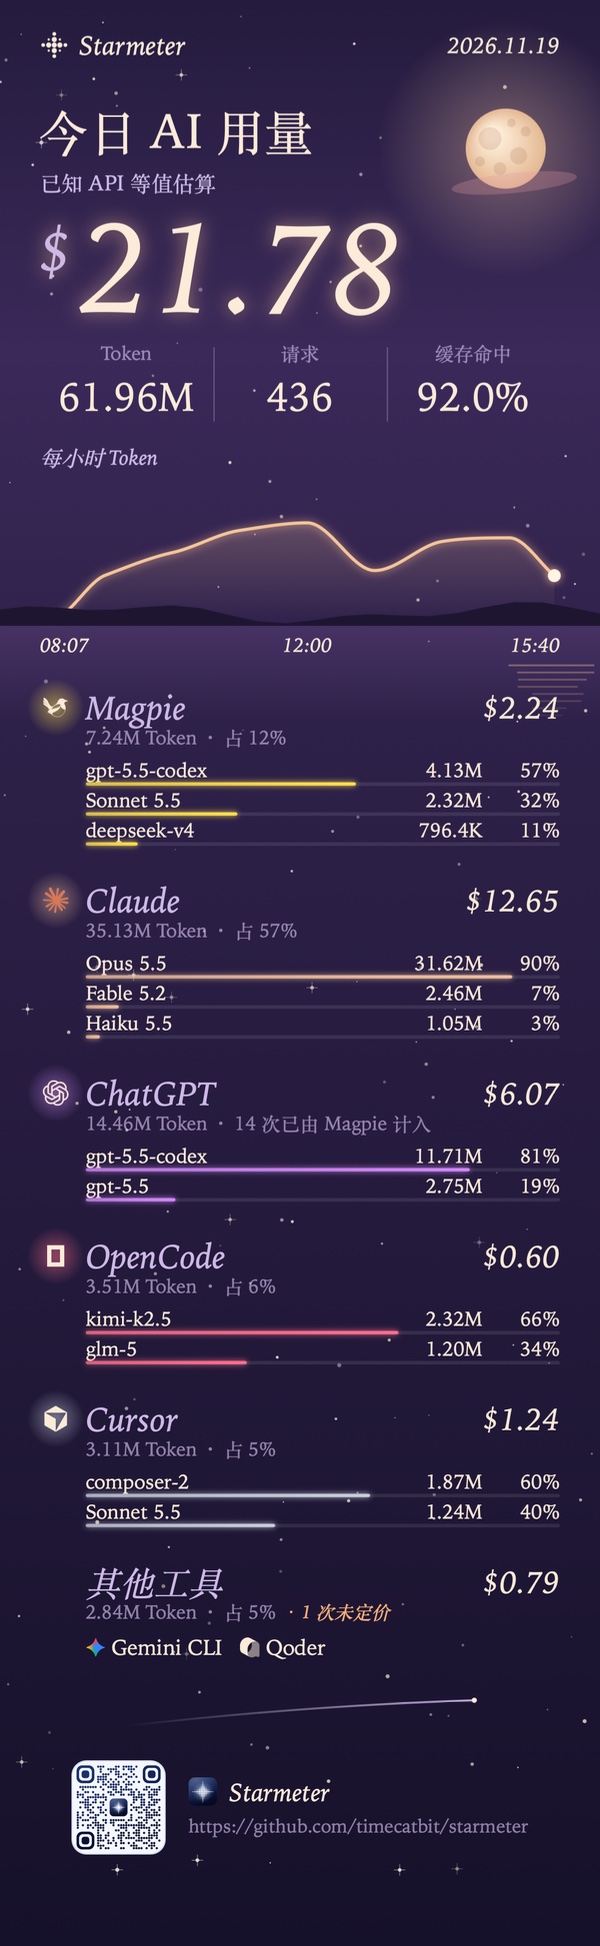 Starmeter
2026.11.19
今日 AI 用量
已知 API 等值估算
$21.78
Token 请求 缓存命中
61.96M 436 92.0%
每小时 Token
08:07 12:00 15:40
Magpie $2.24
7.24M Token · 占 12%
gpt-5.5-codex 4.13M 57%
Sonnet 5.5 2.32M 32%
deepseek-v4 796.4K 11%
Claude $12.65
35.13M Token · 占 57%
Opus 5.5 31.62M 90%
Fable 5.2 2.46M 7%
Haiku 5.5 1.05M 3%
ChatGPT $6.07
14.46M Token · 14 次已由 Magpie 计入
gpt-5.5-codex 11.71M 81%
gpt-5.5 2.75M 19%
OpenCode $0.60
3.51M Token · 占 6%
kimi-k2.5 2.32M 66%
glm-5 1.20M 34%
Cursor $1.24
3.11M Token · 占 5%
composer-2 1.87M 60%
Sonnet 5.5 1.24M 40%
其他工具 $0.79
2.84M Token · 占 5% · 1 次未定价
Gemini CLI Qoder
Starmeter
https://github.com/timecatbit/starmeter